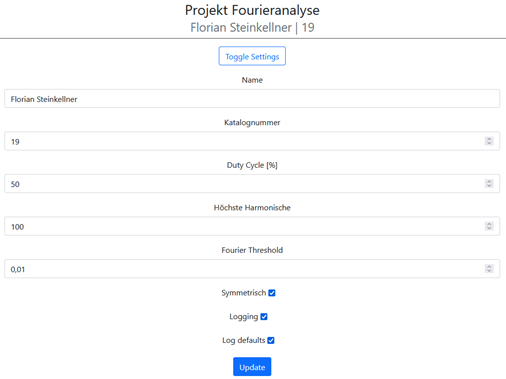 Projekt Fourieranalyse
Florian Steinkellner | 19
Toggle Settings
Name
Florian Steinkellner
Katalognummer
19
Duty Cycle [%]
50
Höchste Harmonische
100
Fourier Threshold
0,01
Symmetrisch
Logging
Log defaults
Update